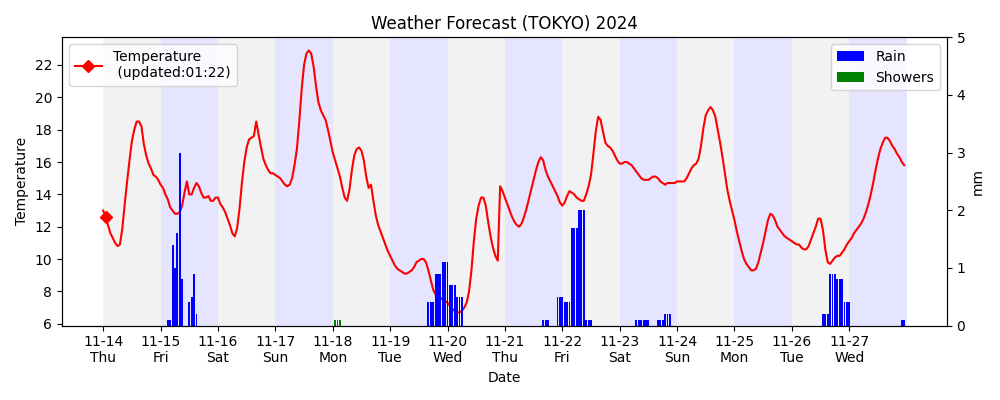 Weather Forecast (TOKYO) 2024
Temperature
(updated:01:22)
Rain
Showers
Temperature
22
20
18
16
14
12
10
8
6
5
4
3
2
1
0
mm
11-14 11-15 11-16 11-17 11-18 11-19 11-20 11-21 11-22 11-23 11-24 11-25 11-26 11-27
Thu Fri Sat Sun Mon Tue Wed Thu Fri Sat Sun Mon Tue Wed
Date